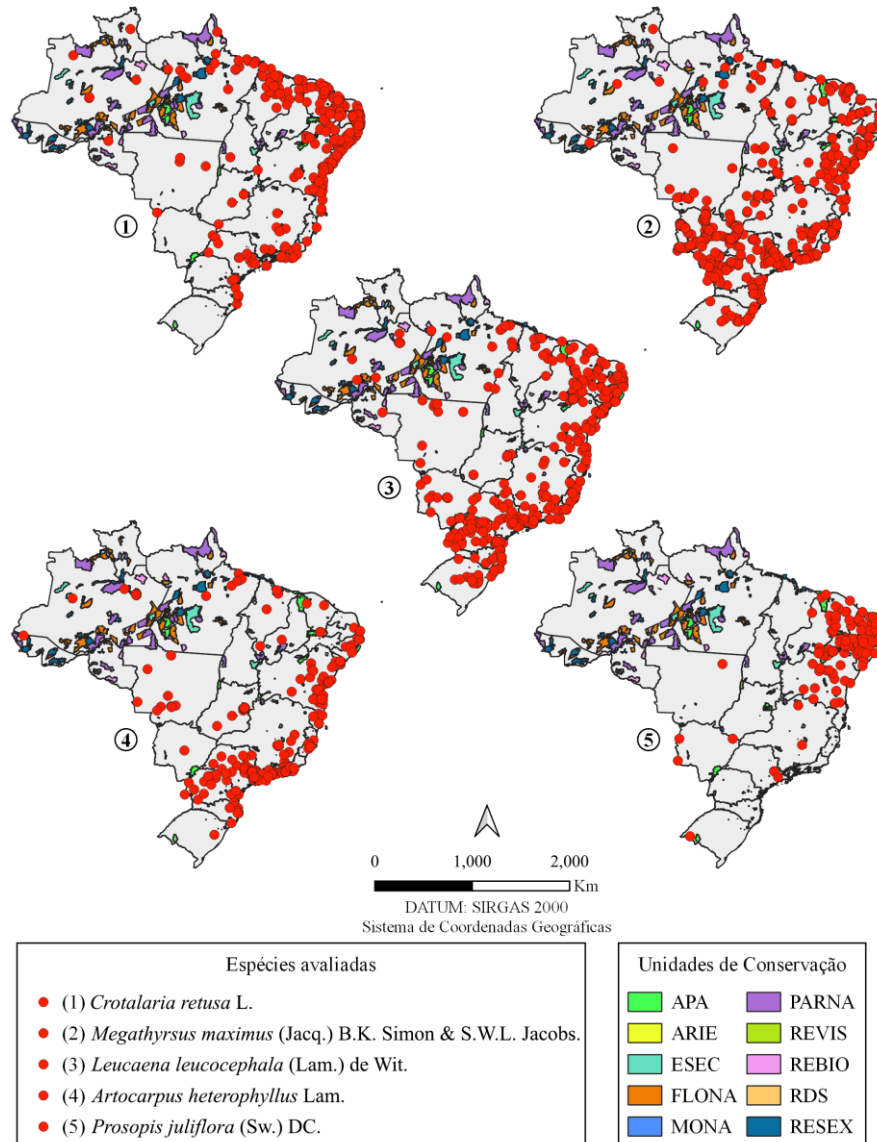 1
2
3
4
5
0 1,000 2,000
Km
DATUM: SIRGAS 2000
Sistema de Coordenadas Geográficas
Espécies avaliadas
(1) Crotalaria retusa L.
(2) Megathyrsus maximus (Jacq.) B.K. Simon & S.W.L. Jacobs.
(3) Leucaena leucocephala (Lam.) de Wit.
(4) Artocarpus heterophyllus Lam.
(5) Prosopis juliflora (Sw.) DC.
Unidades de Conservação
APA PARNA
ARIE REVIS
ESEC REBIO
FLONA RDS
MONA RESEX